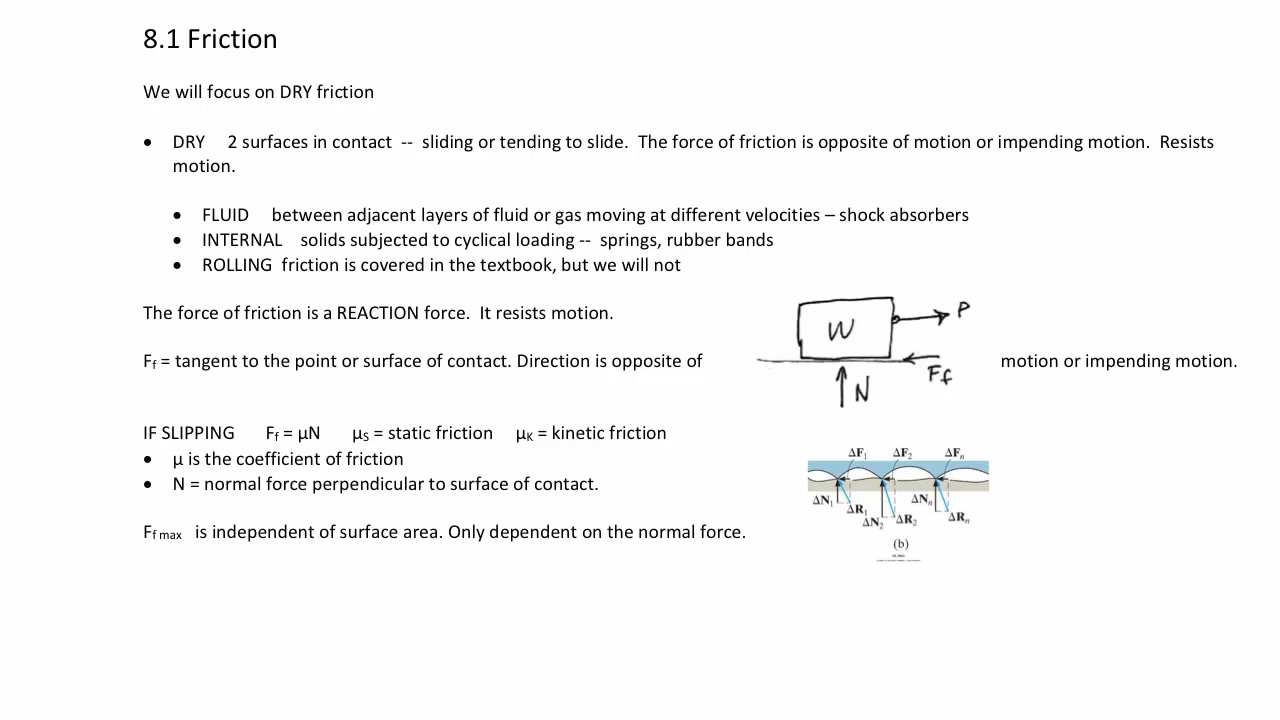 8.1 Friction
We will focus on DRY friction
• DRY 2 surfaces in contact -- sliding or tending to slide. The force of friction is opposite of motion or impending motion. Resists
motion.
• FLUID between adjacent layers of fluid or gas moving at different velocities – shock absorbers
• INTERNAL solids subjected to cyclical loading -- springs, rubber bands
• ROLLING friction is covered in the textbook, but we will not
The force of friction is a REACTION force. It resists motion.
W P
Ff = tangent to the point or surface of contact. Direction is opposite of motion or impending motion.
Ff
N
IF SLIPPING Ff = μN μS = static friction μK = kinetic friction
• μ is the coefficient of friction
• N = normal force perpendicular to surface of contact.
ΔF1 ΔF2 ΔFn
ΔN1 ΔR1 ΔN2 ΔR2 ΔNn ΔRn
Ff max is independent of surface area. Only dependent on the normal force.
(b)